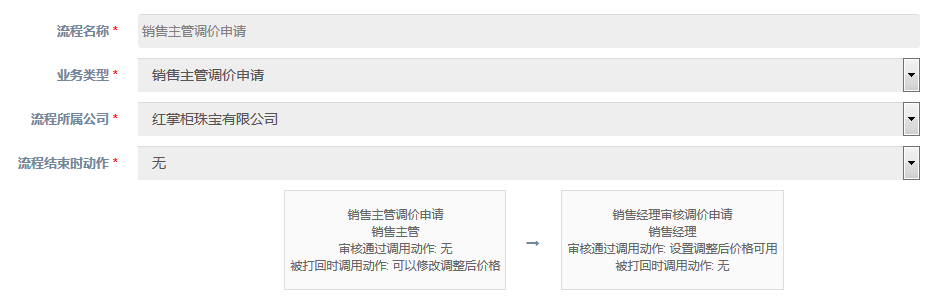 流程名称 * 销售主管调价申请
业务类型 * 销售主管调价申请
流程所属公司 * 红掌柜珠宝有限公司
流程结束时动作 * 无
销售主管调价申请
销售主管
审核通过调用动作: 无
被打回时调用动作: 可以修改调整后价格
→
销售经理审核调价申请
销售经理
审核通过调用动作: 设置调整后价格可用
被打回时调用动作: 无